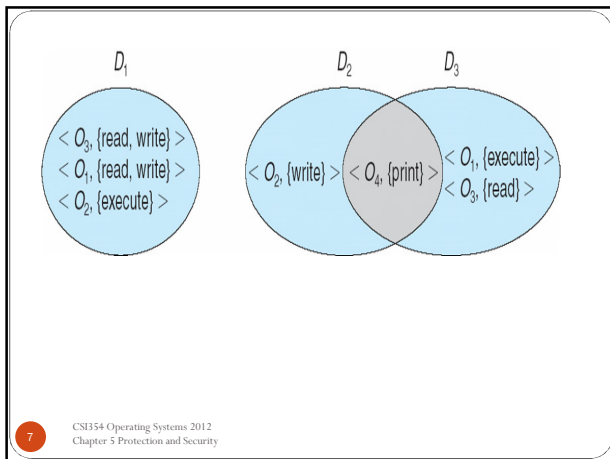 D₁
D₂ D₃
< O₃, {read, write} >
< O₁, {read, write} >
< O₂, {execute} >
< O₂, {write} > < O₄, {print} >
< O₁, {execute} >
< O₃, {read} >
7
CSI354 Operating Systems 2012
Chapter 5 Protection and Security